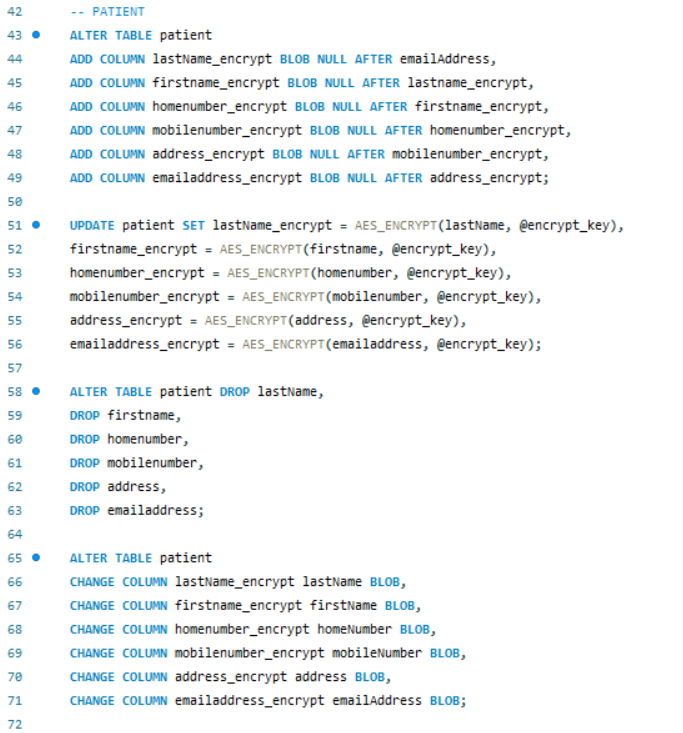 42 -- PATIENT
43 ALTER TABLE patient
44 ADD COLUMN lastName_encrypt BLOB NULL AFTER emailAddress,
45 ADD COLUMN firstname_encrypt BLOB NULL AFTER lastname_encrypt,
46 ADD COLUMN homenumber_encrypt BLOB NULL AFTER firstname_encrypt,
47 ADD COLUMN mobilenumber_encrypt BLOB NULL AFTER homenumber_encrypt,
48 ADD COLUMN address_encrypt BLOB NULL AFTER mobilenumber_encrypt,
49 ADD COLUMN emailaddress_encrypt BLOB NULL AFTER address_encrypt;
50
51 UPDATE patient SET lastName_encrypt = AES_ENCRYPT(lastName, @encrypt_key),
52 firstname_encrypt = AES_ENCRYPT(firstname, @encrypt_key),
53 homenumber_encrypt = AES_ENCRYPT(homenumber, @encrypt_key),
54 mobilenumber_encrypt = AES_ENCRYPT(mobilenumber, @encrypt_key),
55 address_encrypt = AES_ENCRYPT(address, @encrypt_key),
56 emailaddress_encrypt = AES_ENCRYPT(emailaddress, @encrypt_key);
57
58 ALTER TABLE patient DROP lastName,
59 DROP firstname,
60 DROP homenumber,
61 DROP mobilenumber,
62 DROP address,
63 DROP emailaddress;
64
65 ALTER TABLE patient
66 CHANGE COLUMN lastName_encrypt lastName BLOB,
67 CHANGE COLUMN firstname_encrypt firstName BLOB,
68 CHANGE COLUMN homenumber_encrypt homeNumber BLOB,
69 CHANGE COLUMN mobilenumber_encrypt mobileNumber BLOB,
70 CHANGE COLUMN address_encrypt address BLOB,
71 CHANGE COLUMN emailaddress_encrypt emailAddress BLOB;
72